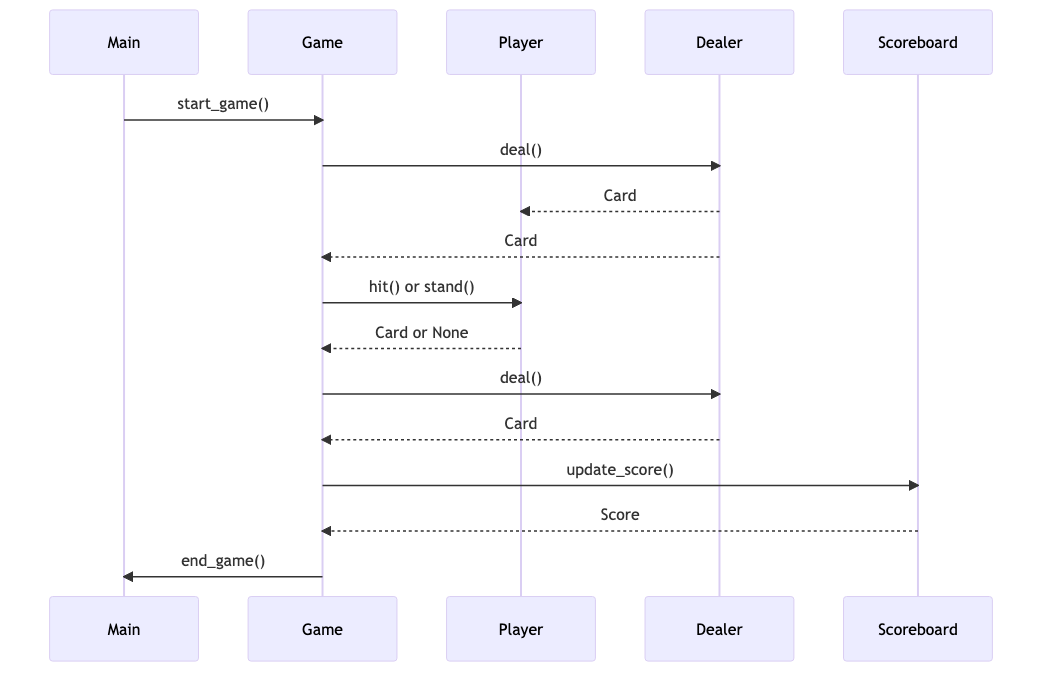 Main
Game
Player
Dealer
Scoreboard
start_game()
deal()
Card
Card
hit() or stand()
Card or None
deal()
Card
update_score()
Score
end_game()
Main
Game
Player
Dealer
Scoreboard